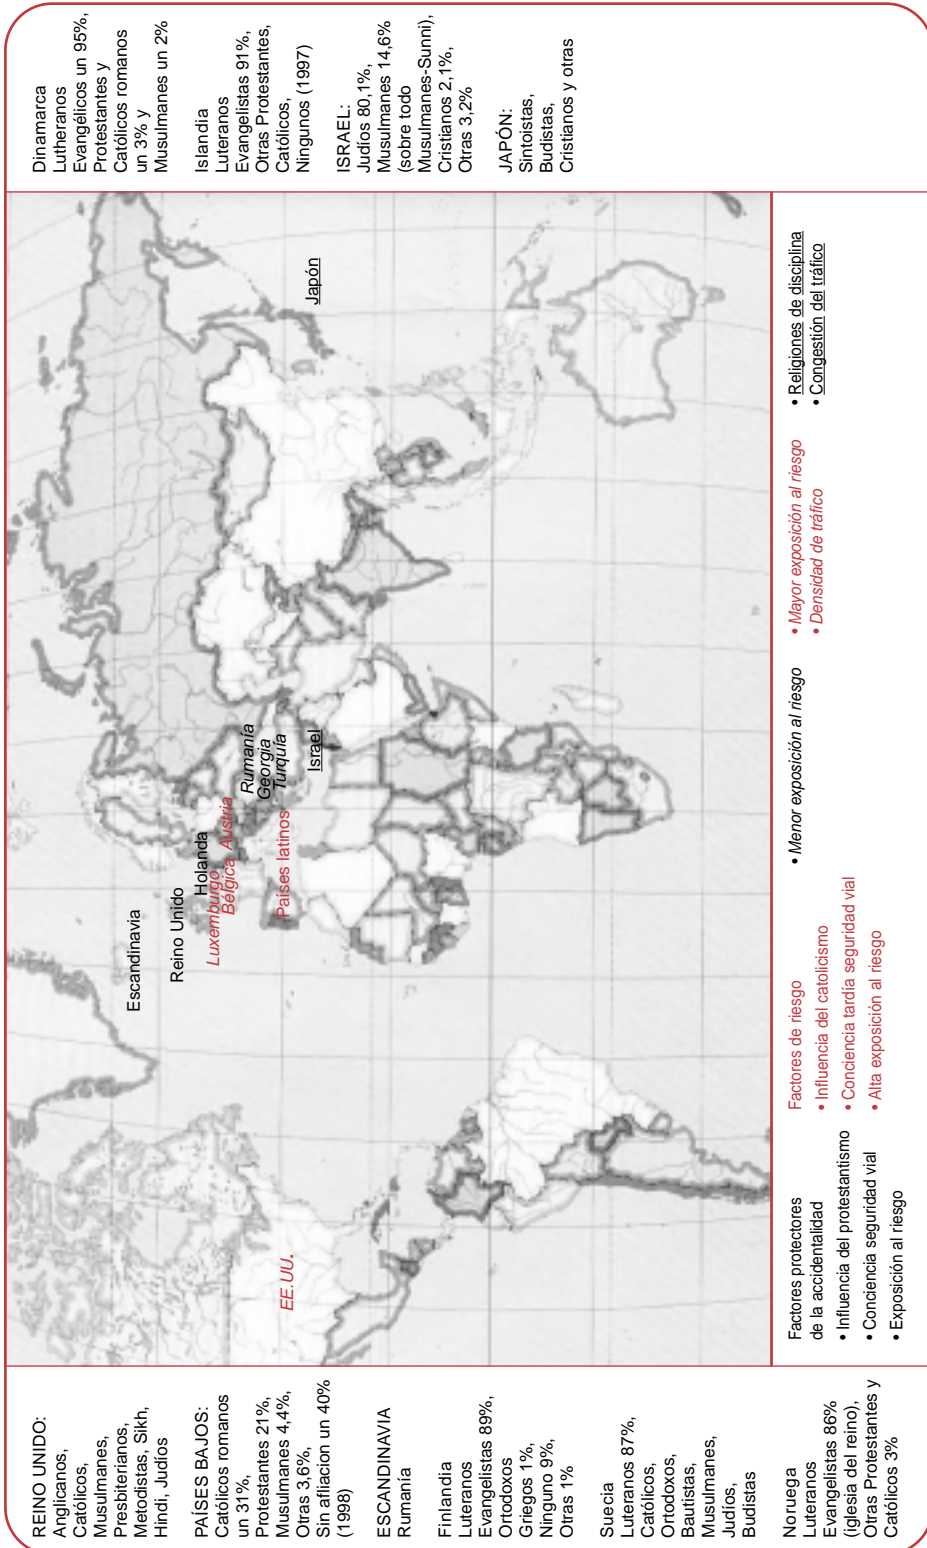 REINO UNIDO:
Anglicanos,
Católicos,
Musulmanes,
Presbiterianos,
Metodistas, Sikh,
Hindi, Judíos
PAÍSES BAJOS:
Católicos romanos
un 31%,
Protestantes 21%,
Musulmanes 4,4%,
Otras 3,6%,
Sin afiliacion un 40%
(1998)
ESCANDINAVIA
Rumanía
Finlandia
Luteranos
Evangelistas 89%,
Ortodoxos
Griegos 1%,
Ninguno 9%,
Otras 1%
Suecia
Luteranos 87%,
Católicos,
Ortodoxos,
Bautistas,
Musulmanes,
Judíos,
Budistas
Noruega
Luteranos
Evangelistas 86%
(iglesia del reino),
Otras Protestantes y
Católicos 3%
EE.UU.
Escandinavia
Reino Unido
Holanda
Luxemburgo
Bélgica Austria
Países latinos
Rumanía
Georgia
Turquía
Israel
Japón
Factores protectores
de la accidentalidad
• Influencia del protestantismo
• Conciencia seguridad vial
• Exposición al riesgo
Factores de riesgo
• Influencia del catolicismo
• Conciencia tardía seguridad vial
• Alta exposición al riesgo
• Menor exposición al riesgo
• Mayor exposición al riesgo
• Densidad de tráfico
• Religiones de disciplina
• Congestión del tráfico
Dinamarca
Lutheranos
Evangélicos un 95%,
Protestantes y
Católicos romanos
un 3% y
Musulmanes un 2%
Islandia
Luteranos
Evangelistas 91%,
Otras Protestantes,
Católicos,
Ningunos (1997)
ISRAEL:
Judíos 80,1%,
Musulmanes 14,6%
(sobre todo
Musulmanes-Sunni),
Cristianos 2,1%,
Otras 3,2%
JAPÓN:
Sintoistas,
Budistas,
Cristianos y otras